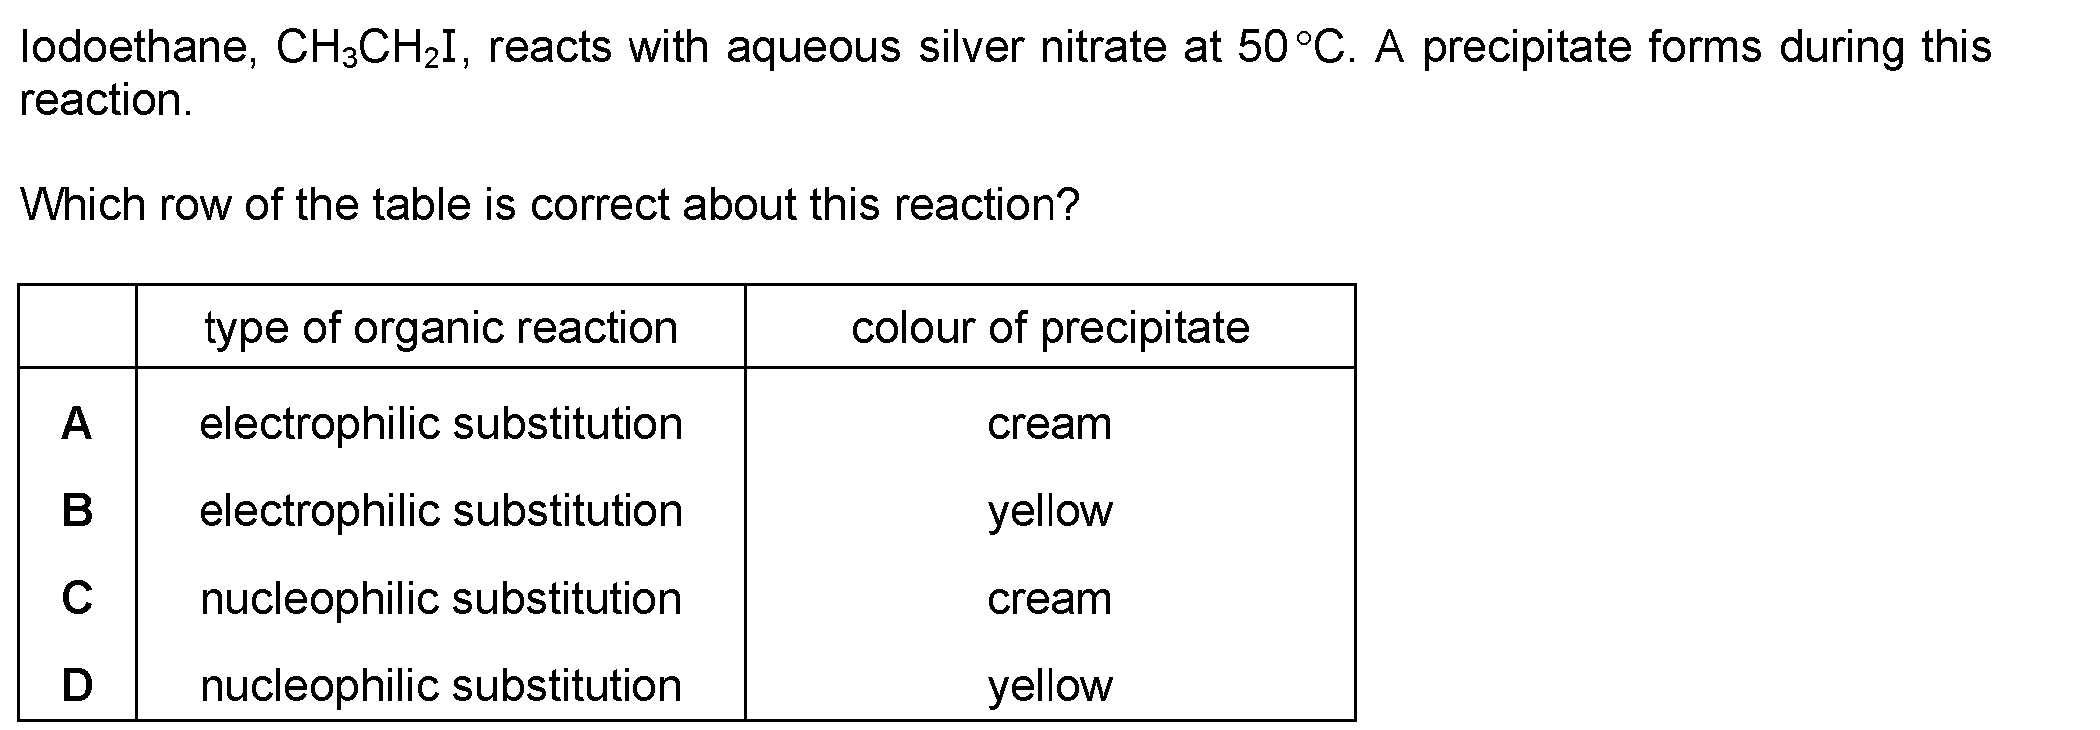 Iodoethane, CH₃CH₂I, reacts with aqueous silver nitrate at 50 °C. A precipitate forms during this
reaction.
Which row of the table is correct about this reaction?
type of organic reaction colour of precipitate
A electrophilic substitution cream
B electrophilic substitution yellow
C nucleophilic substitution cream
D nucleophilic substitution yellow